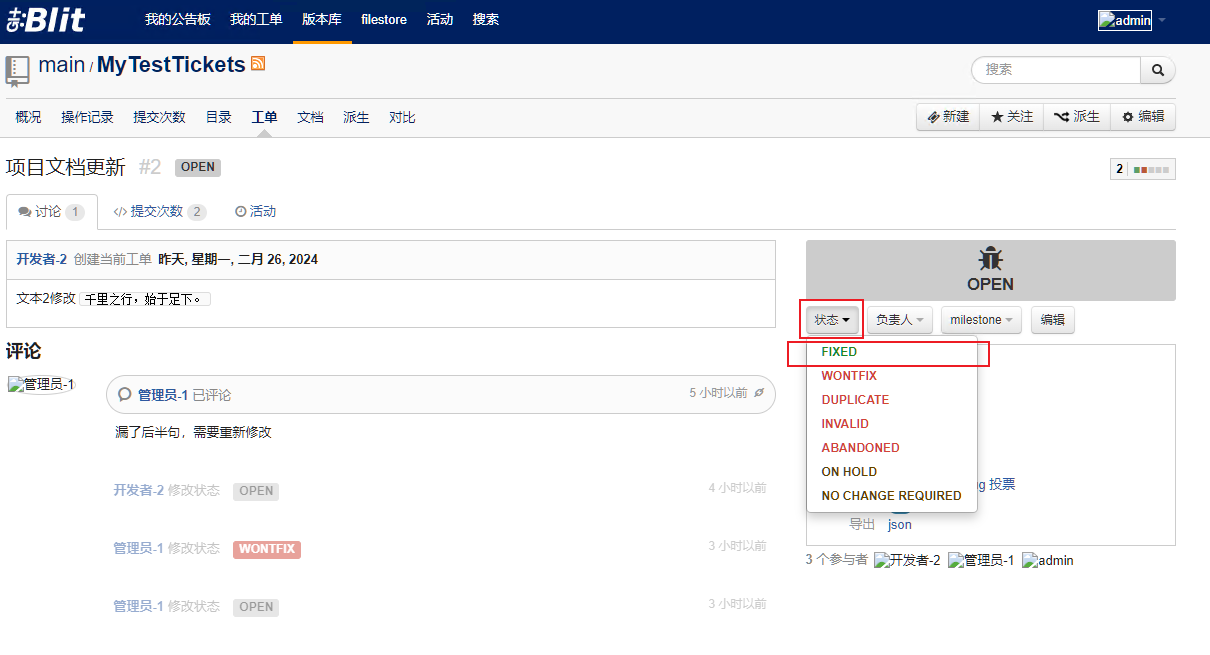 git:Blit 我的公告板 我的工单 版本库 filestore 活动 搜索 admin
main / MyTestTickets 搜索
概况 操作记录 提交次数 目录 工单 文档 派生 对比 新建 关注 派生 编辑
项目文档更新 #2 OPEN 2
讨论 1 提交次数 2 活动
开发者-2 创建当前工单 昨天, 星期一, 二月 26, 2024
文本2修改 千里之行，始于足下。
OPEN
状态 负责人 milestone 编辑
FIXED
WONTFIX
DUPLICATE
INVALID
ABANDONED
ON HOLD
NO CHANGE REQUIRED
投票
导出 json
3 个参与者 开发者-2 管理员-1 admin
评论
管理员-1
管理员-1 已评论 5 小时以前
漏了后半句，需要重新修改
开发者-2 修改状态 OPEN 4 小时以前
管理员-1 修改状态 WONTFIX 3 小时以前
管理员-1 修改状态 OPEN 3 小时以前